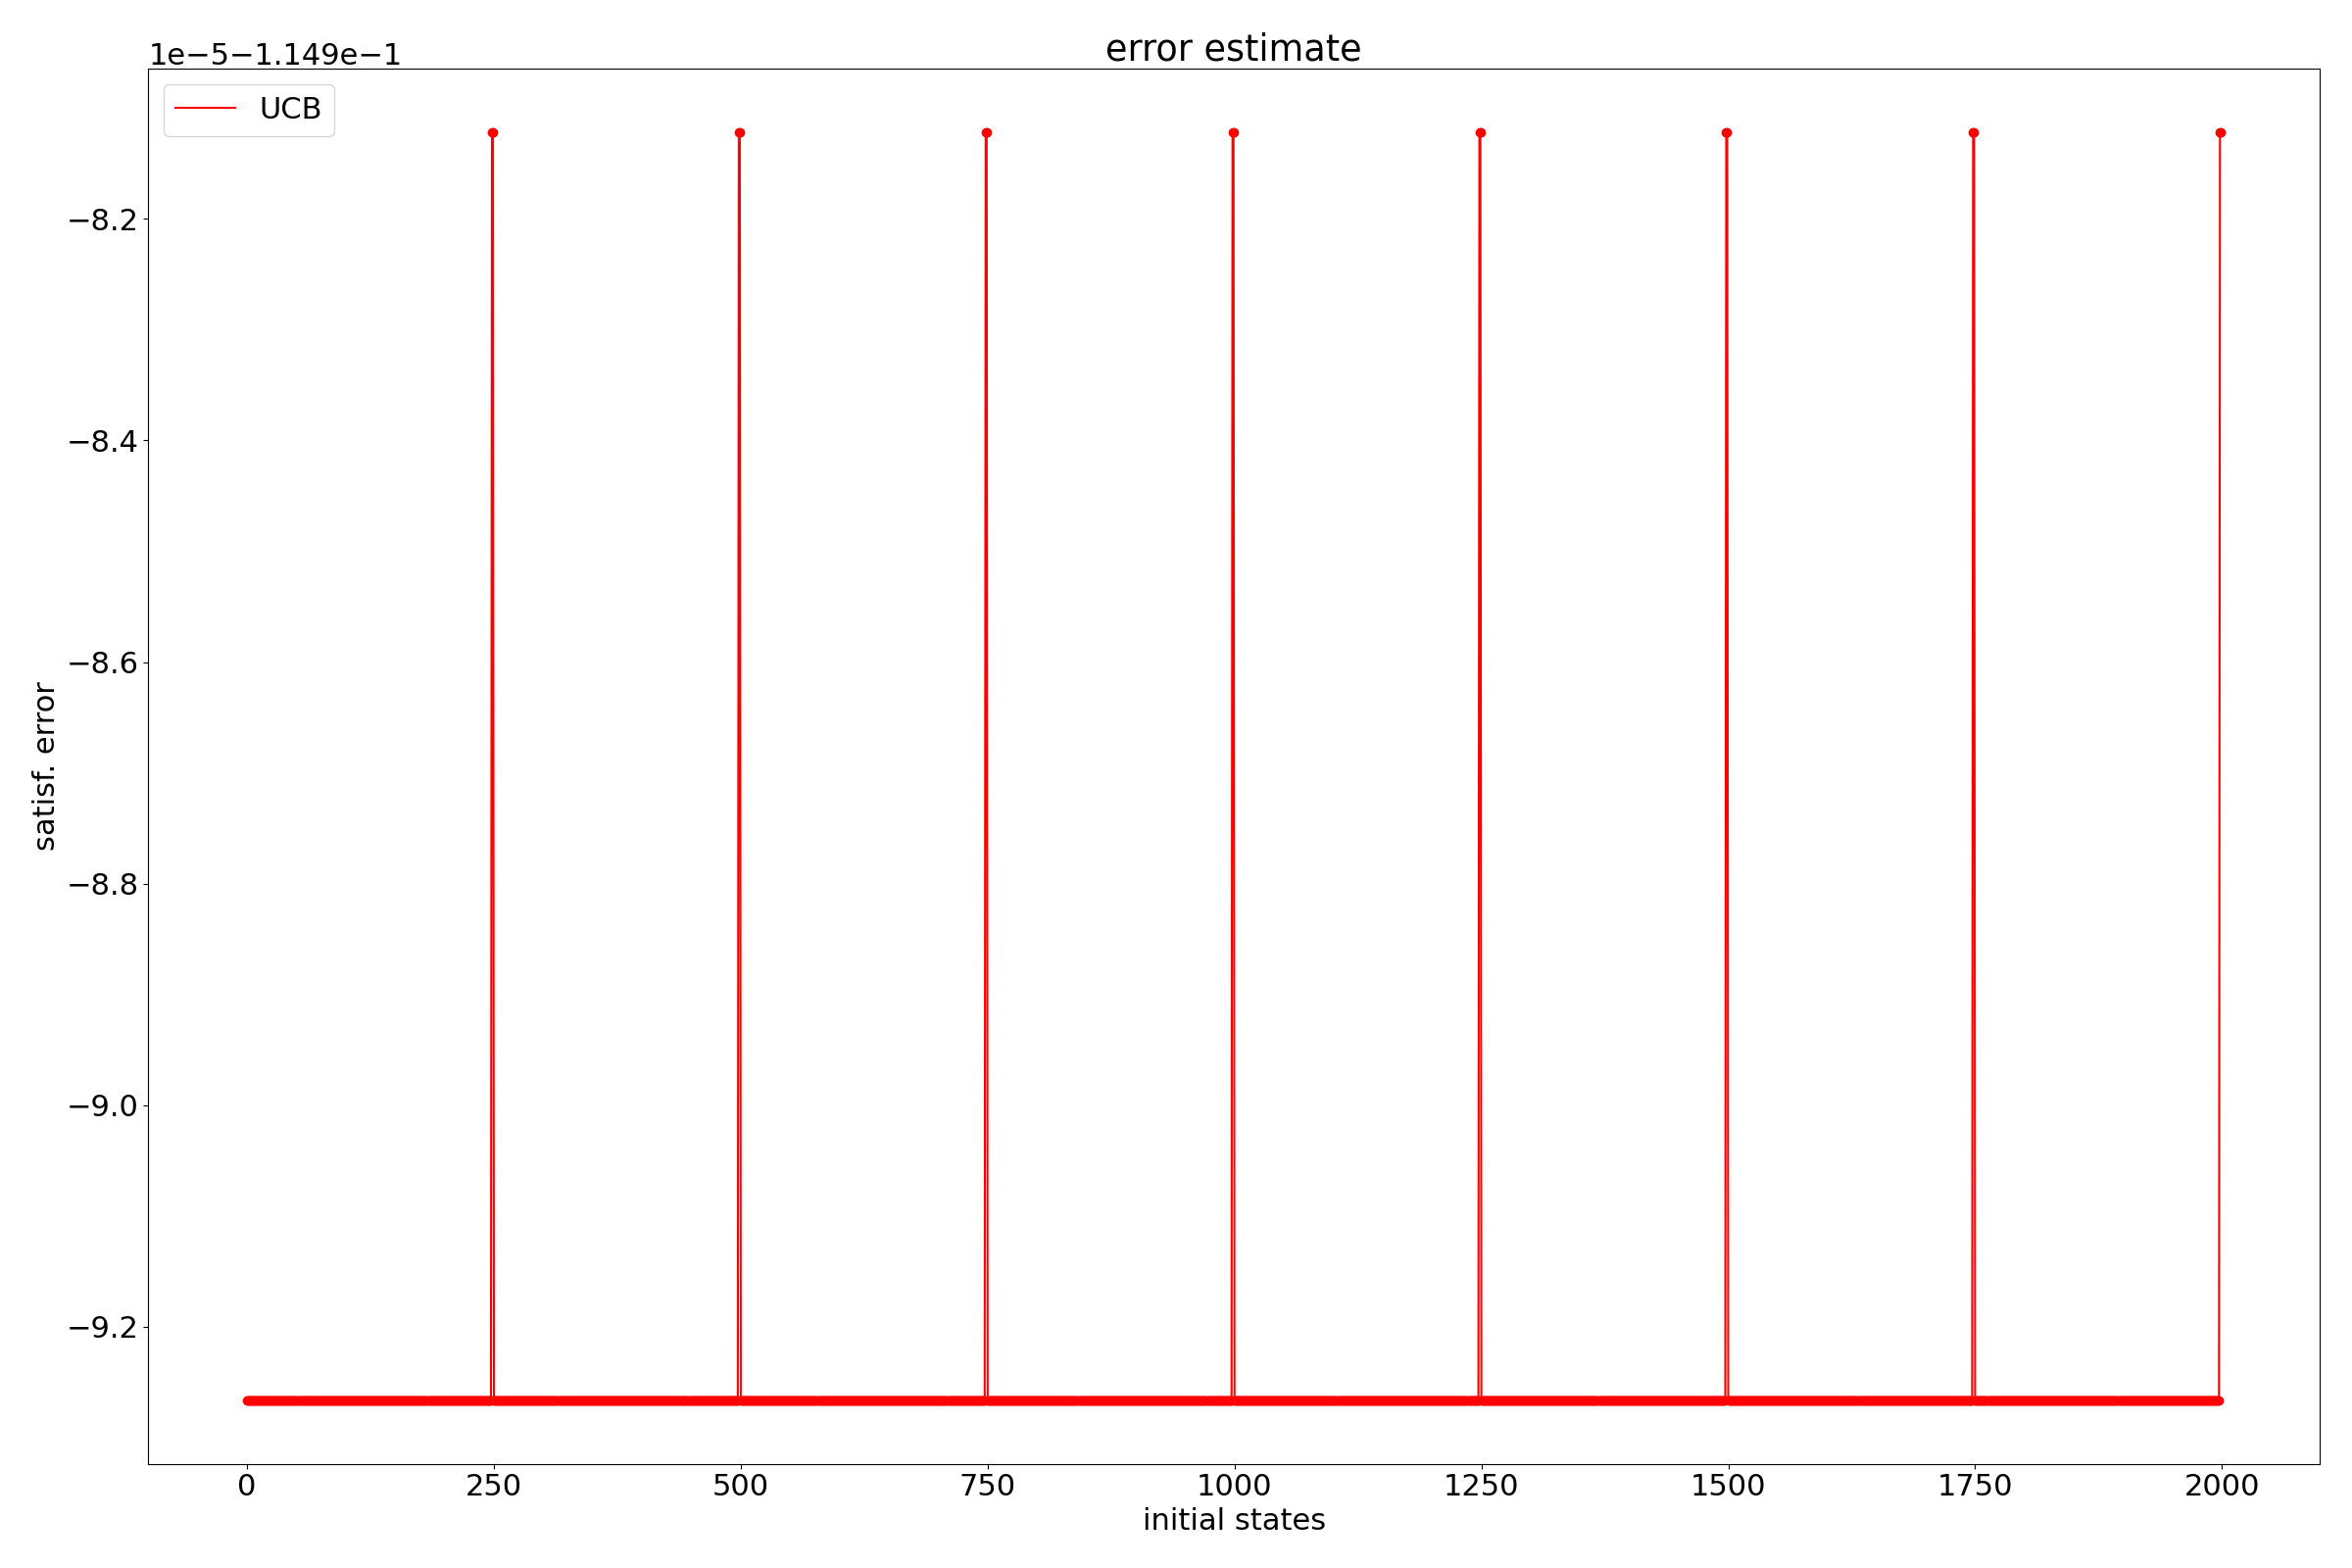 error estimate
1e−5−1.149e−1
UCB
−8.2
−8.4
−8.6
−8.8
−9.0
−9.2
satisf. error
0 250 500 750 1000 1250 1500 1750 2000
initial states